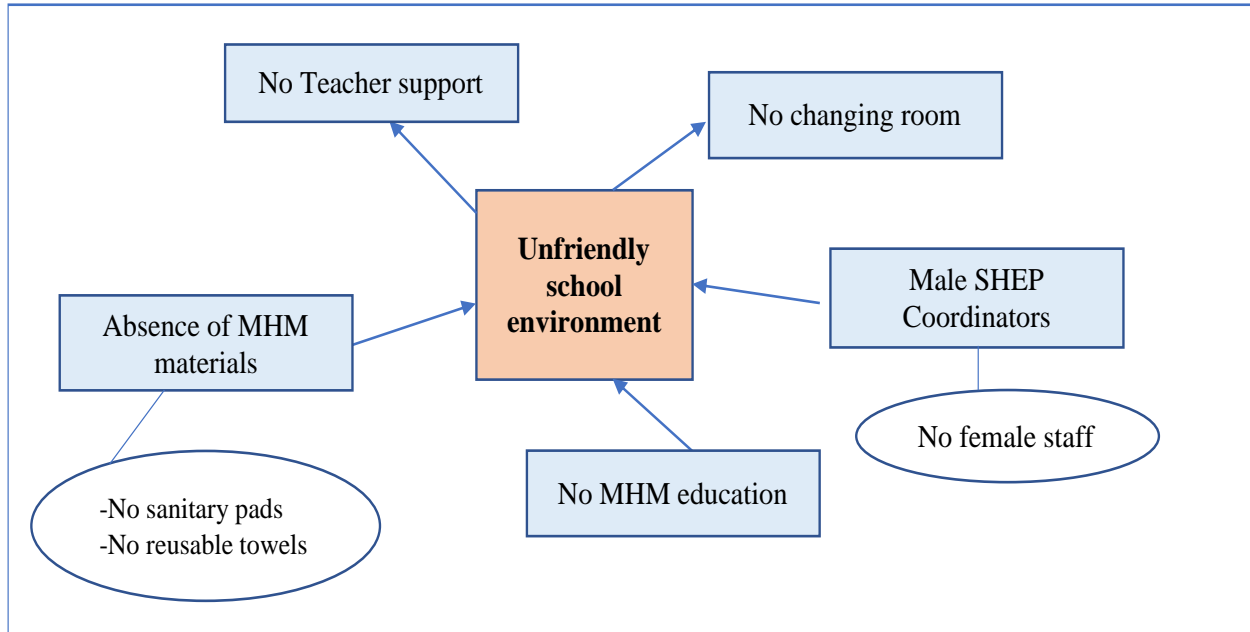 No Teacher support
No changing room
Unfriendly
school
environment
Male SHEP
Coordinators
Absence of MHM
materials
No female staff
No MHM education
-No sanitary pads
-No reusable towels